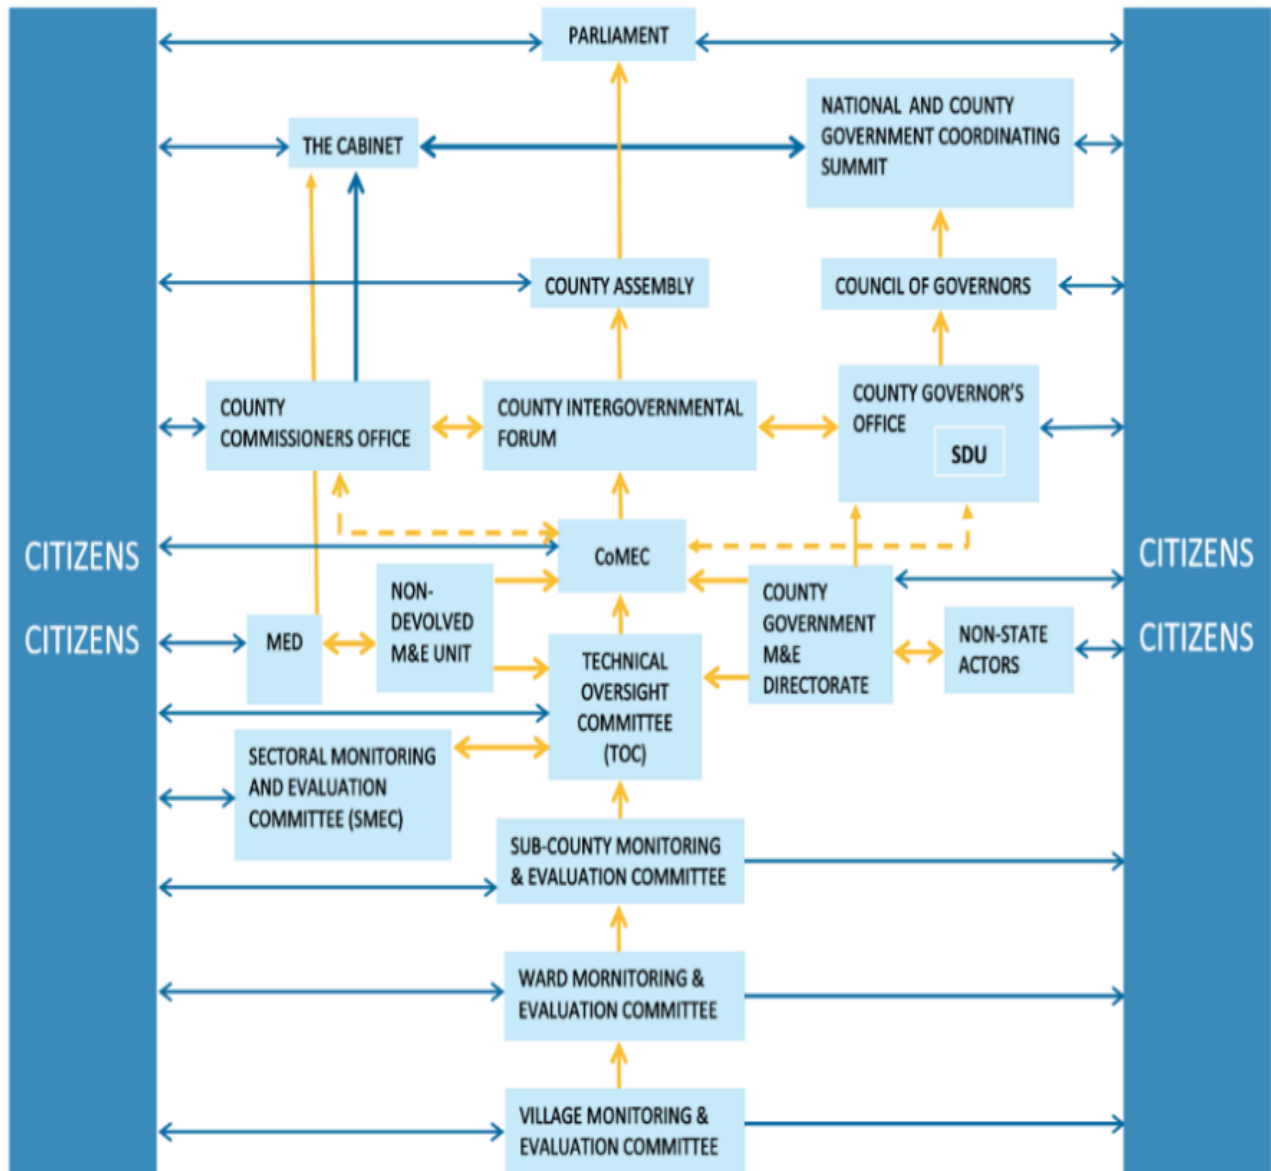 PARLIAMENT
NATIONAL AND COUNTY
GOVERNMENT COORDINATING
SUMMIT
THE CABINET
COUNTY ASSEMBLY
COUNCIL OF GOVERNORS
COUNTY
COMMISSIONERS OFFICE
COUNTY INTERGOVERNMENTAL
FORUM
COUNTY GOVERNOR'S
OFFICE
SDU
CITIZENS
CITIZENS
CoMEC
NON-
DEVOLVED
M&E UNIT
MED
COUNTY
GOVERNMENT
M&E
DIRECTORATE
NON-STATE
ACTORS
CITIZENS
CITIZENS
TECHNICAL
OVERSIGHT
COMMITTEE
(TOC)
SECTORAL MONITORING
AND EVALUATION
COMMITTEE (SMEC)
SUB-COUNTY MONITORING
& EVALUATION COMMITTEE
WARD MORNITORING &
EVALUATION COMMITTEE
VILLAGE MONITORING &
EVALUATION COMMITTEE